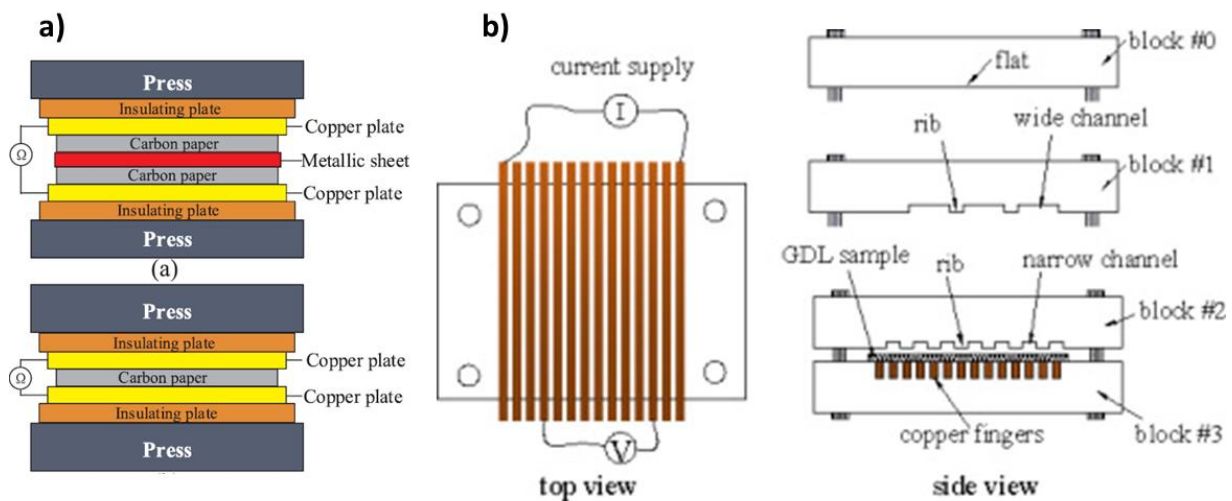 a)
Press
Insulating plate
Copper plate
Carbon paper
Ω
Metallic sheet
Carbon paper
Copper plate
Insulating plate
Press
(a)
Press
Insulating plate
Copper plate
Ω
Carbon paper
Copper plate
Insulating plate
Press
b)
current supply
I
V
top view
block #0
flat
rib
wide channel
block #1
GDL sample
rib
narrow channel
block #2
copper fingers
block #3
side view